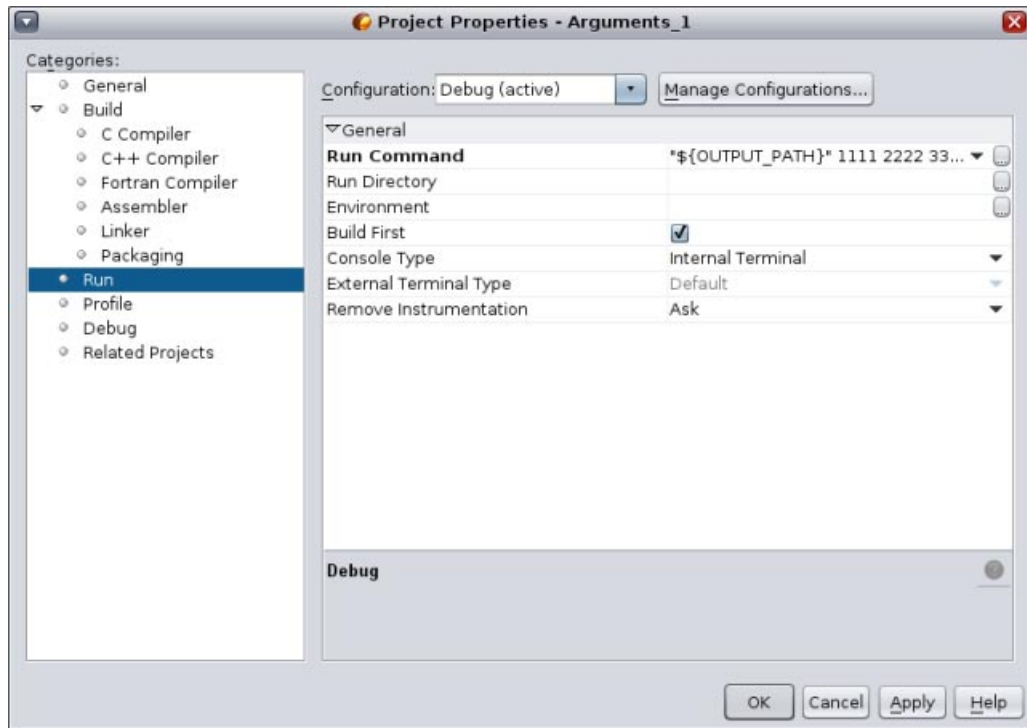 Project Properties - Arguments_1
Categories:
General
Build
C Compiler
C++ Compiler
Fortran Compiler
Assembler
Linker
Packaging
Run
Profile
Debug
Related Projects
Configuration: Debug (active) Manage Configurations...
General
Run Command "${OUTPUT_PATH}" 1111 2222 33... ...
Run Directory ...
Environment ...
Build First
Console Type Internal Terminal
External Terminal Type Default
Remove Instrumentation Ask
Debug
OK Cancel Apply Help